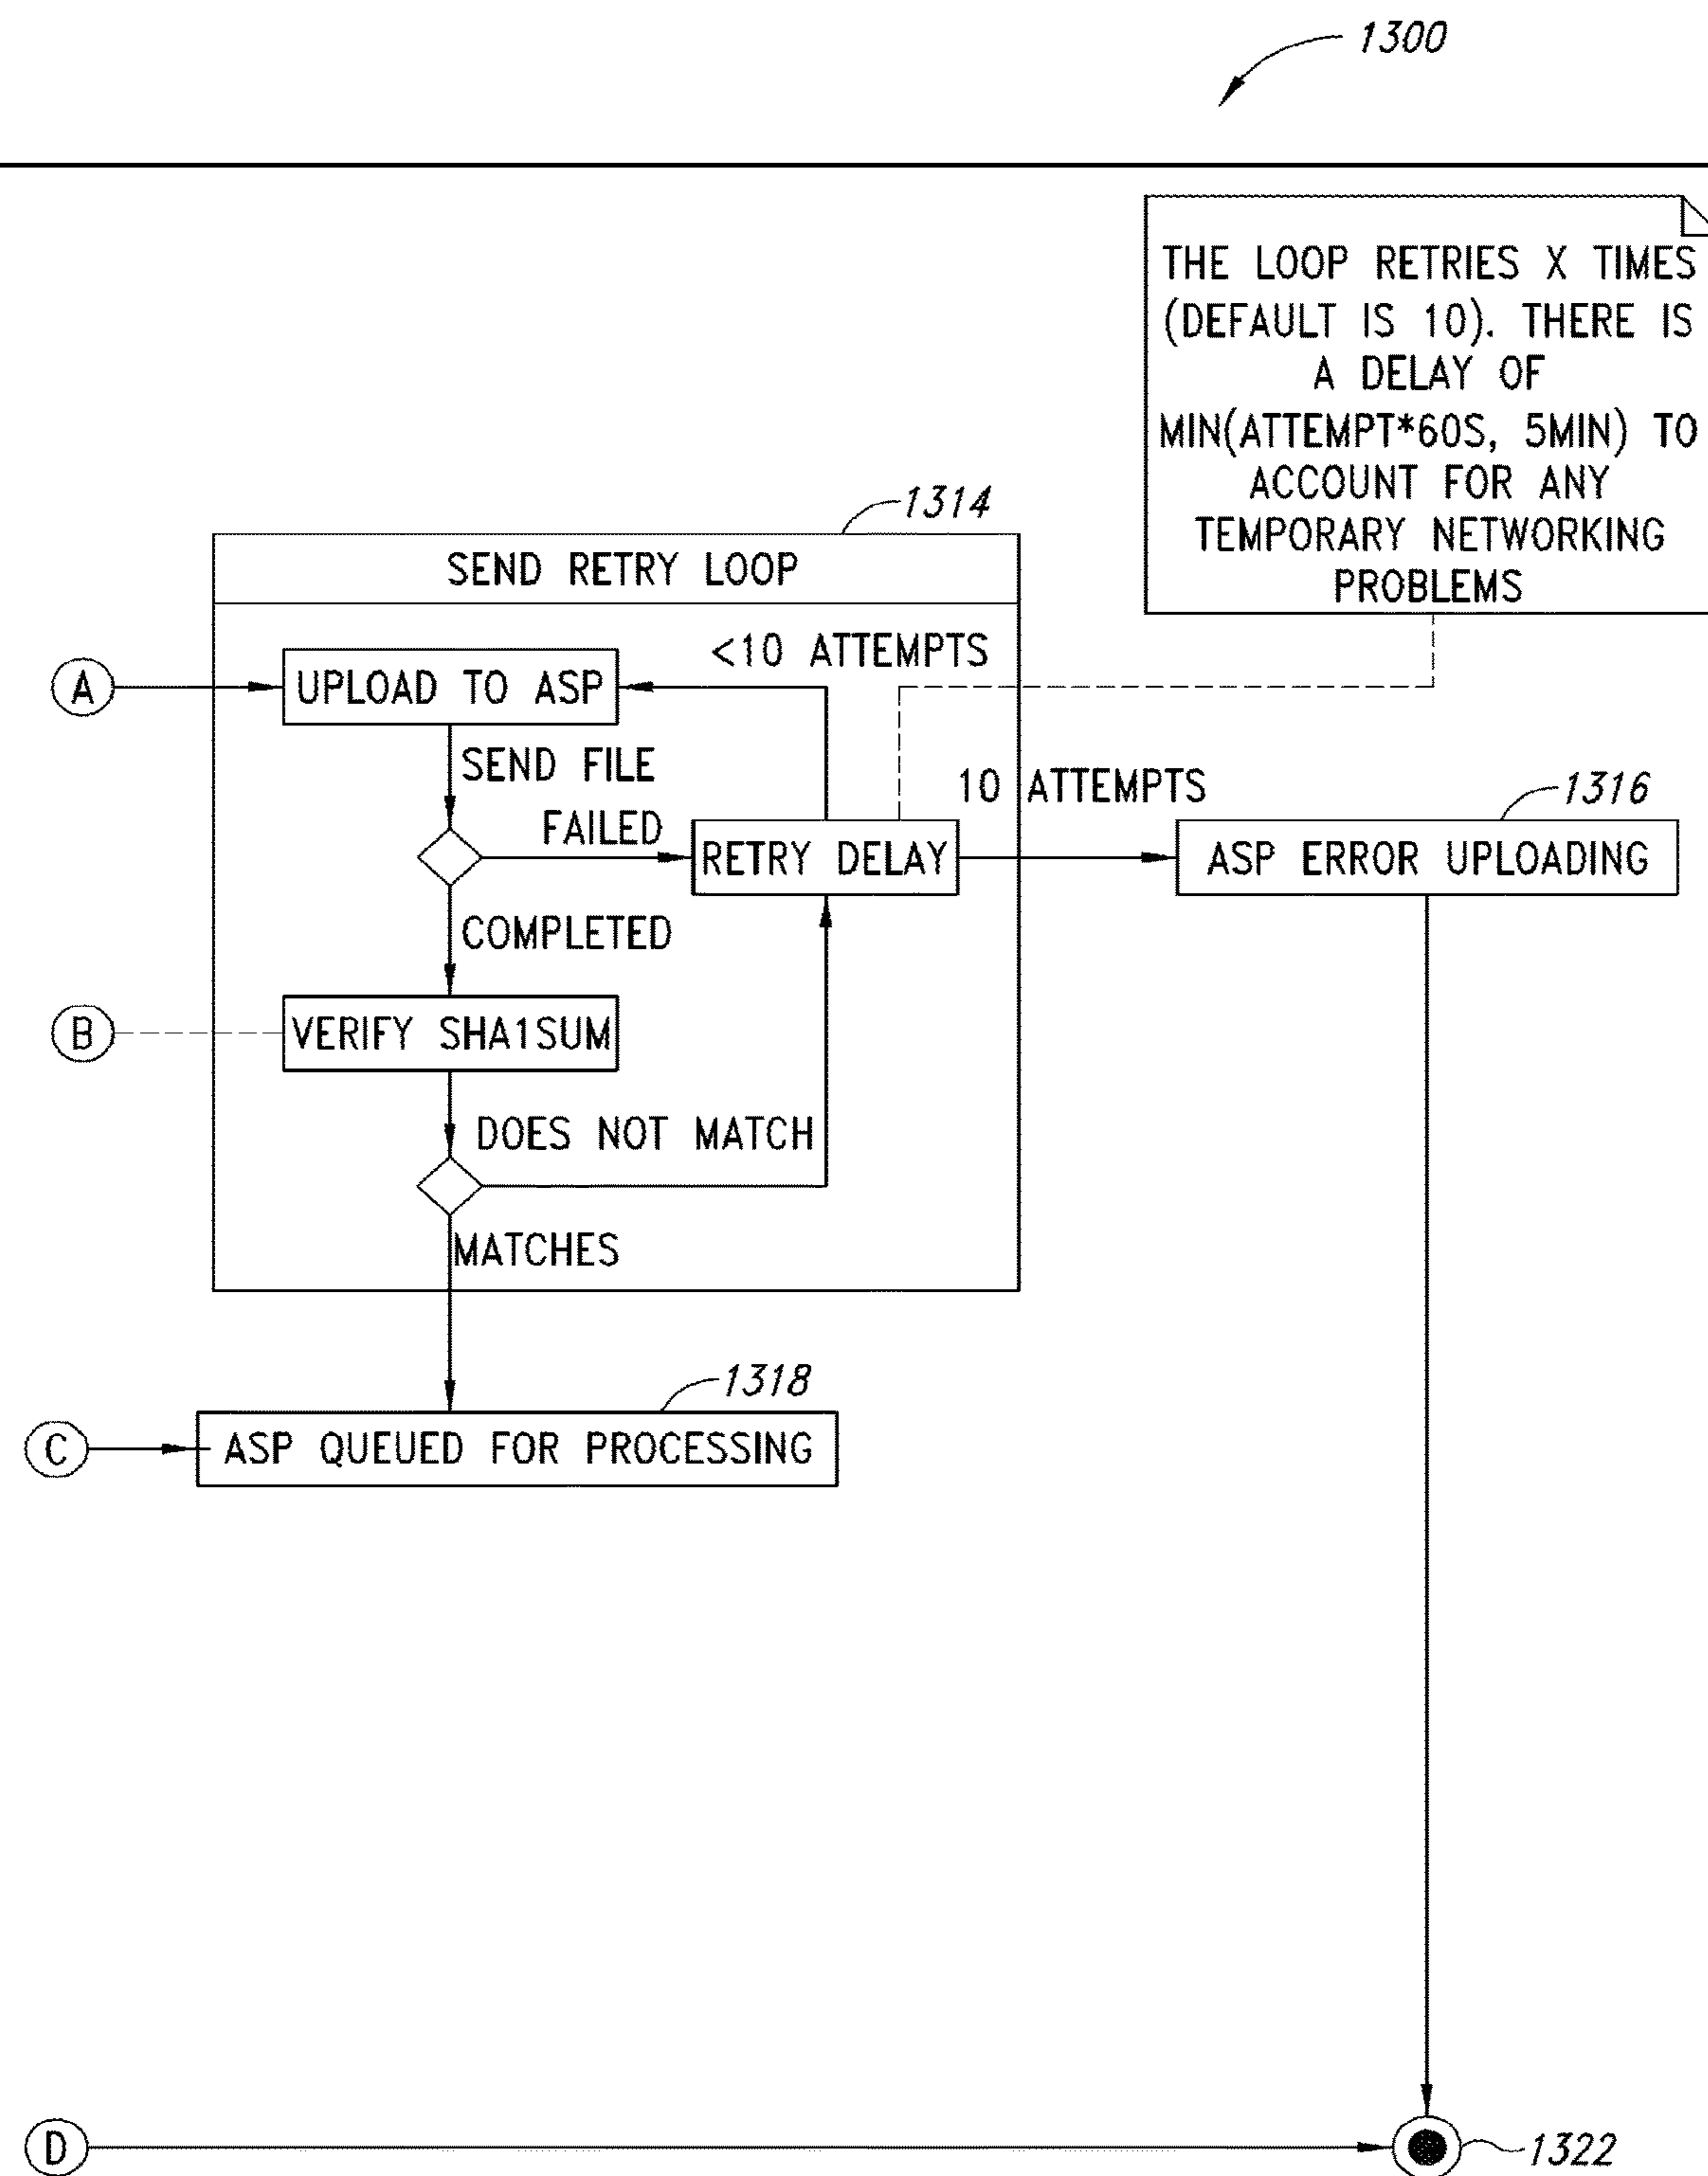 1300
THE LOOP RETRIES X TIMES
(DEFAULT IS 10). THERE IS
A DELAY OF
MIN(ATTEMPT*60S, 5MIN) TO
ACCOUNT FOR ANY
TEMPORARY NETWORKING
PROBLEMS
1314
SEND RETRY LOOP
<10 ATTEMPTS
A
UPLOAD TO ASP
SEND FILE
10 ATTEMPTS
1316
FAILED
RETRY DELAY
ASP ERROR UPLOADING
COMPLETED
B
VERIFY SHA1SUM
DOES NOT MATCH
MATCHES
1318
C
ASP QUEUED FOR PROCESSING
D
1322